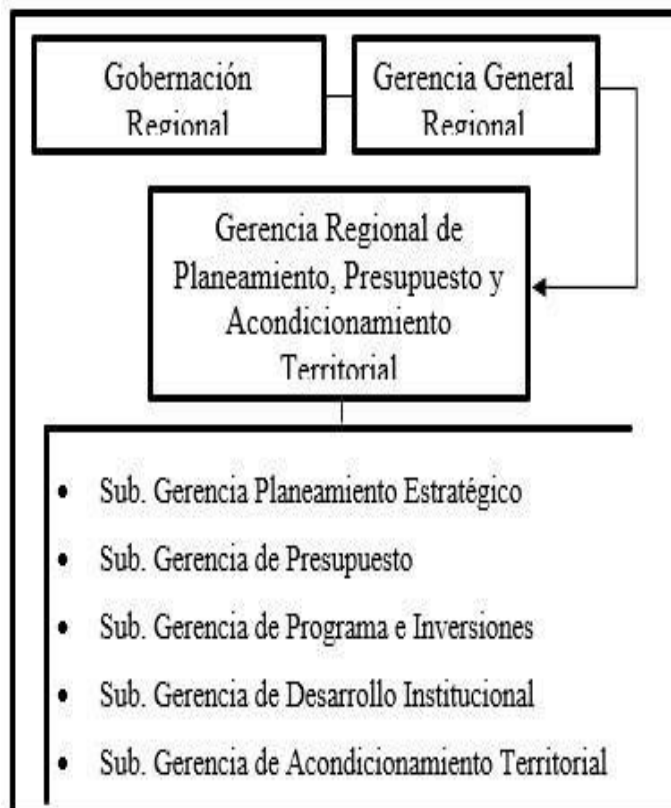 Gobernación
Regional
Gerencia General
Regional
Gerencia Regional de
Planeamiento, Presupuesto y
Acondicionamiento
Territorial
• Sub. Gerencia Planeamiento Estratégico
• Sub. Gerencia de Presupuesto
• Sub. Gerencia de Programa e Inversiones
• Sub. Gerencia de Desarrollo Institucional
• Sub. Gerencia de Acondicionamiento Territorial